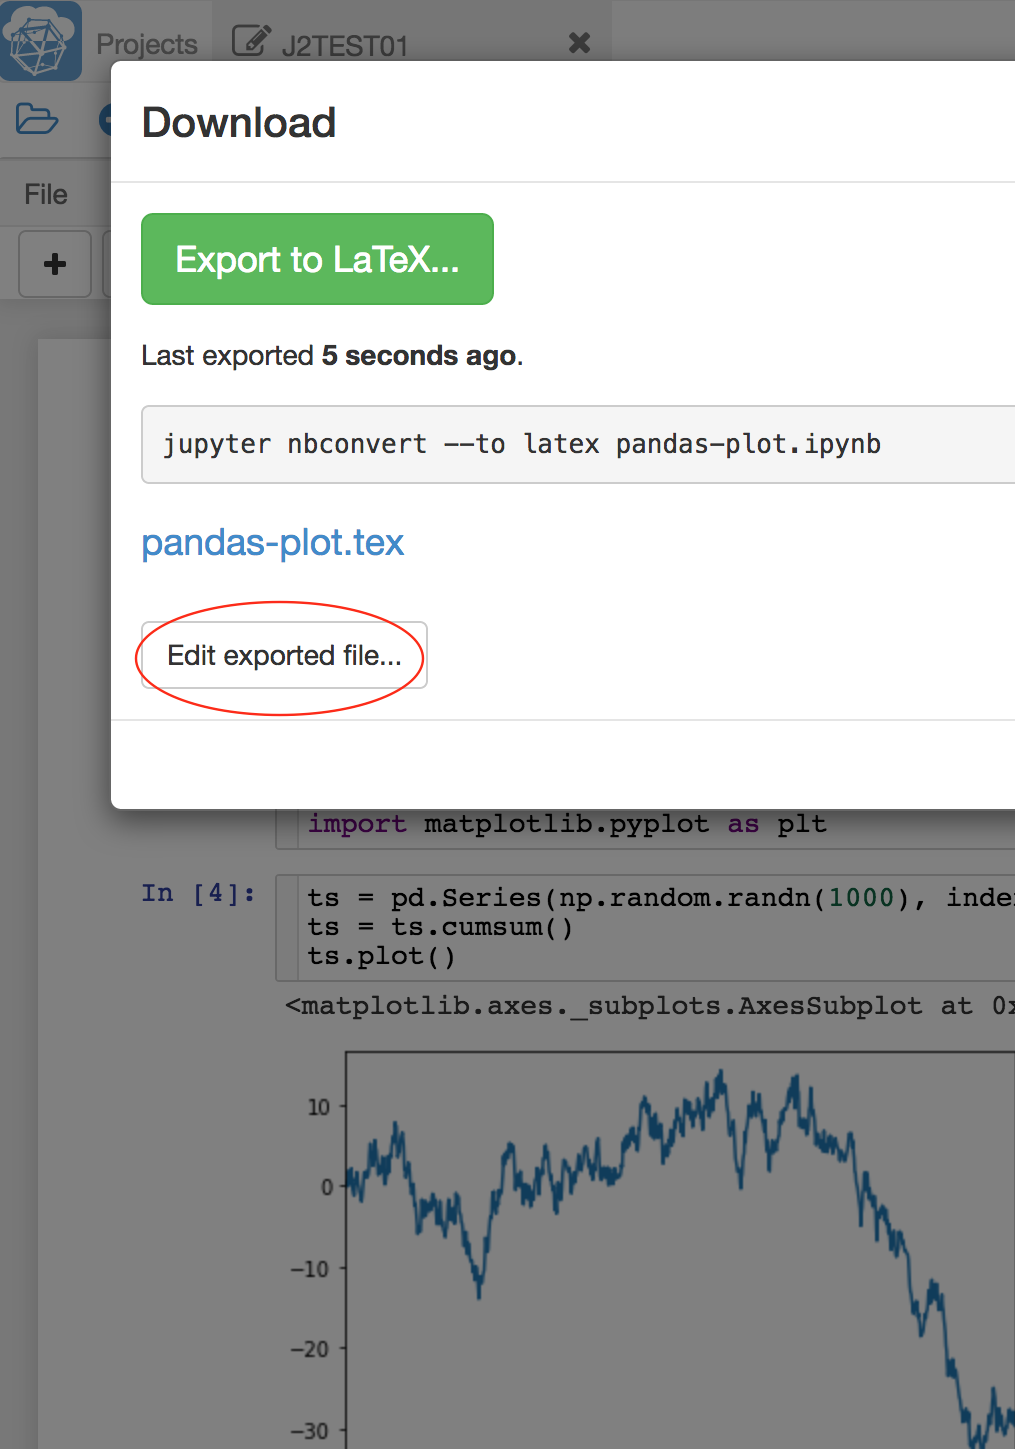 Projects
J2TEST01
Download
File
Export to LaTeX...
Last exported 5 seconds ago.
jupyter nbconvert --to latex pandas-plot.ipynb
pandas-plot.tex
Edit exported file...
import matplotlib.pyplot as plt
In [4]:
ts = pd.Series(np.random.randn(1000), inde
ts = ts.cumsum()
ts.plot()
<matplotlib.axes._subplots.AxesSubplot at 0x
10
0
−10
−20
−30